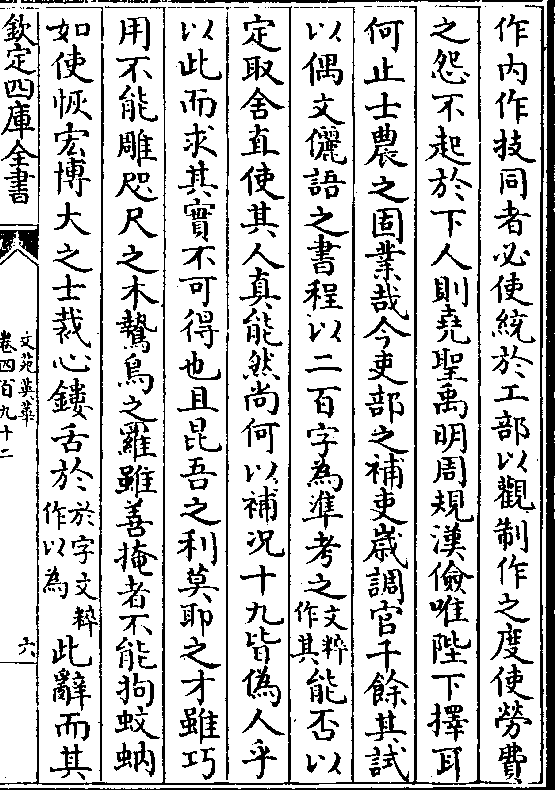 作内作技同者必使統於工部以觀制作之度使勞費
之怨不起於下人則堯聖禹明周規漢儉唯陛下擇耳
何止士農之固業哉今吏部之補吏嵗調官千餘其試
以偶文儷語之書程以二百字為準考之文粹作其能否以
定取舍直使其人真能然尚何以補况十九皆偽人乎
以此而求其實不可得也且昆吾之利莫耶之才雖巧
用不能雕咫尺之木鷙鳥之羅雖善掩者不能拘蚊蚋
如使恢宏博大之士裁心鏤舌於於字文粹作以為此辭而其
欽定四庫全書
文苑英華
卷四百九十二
六